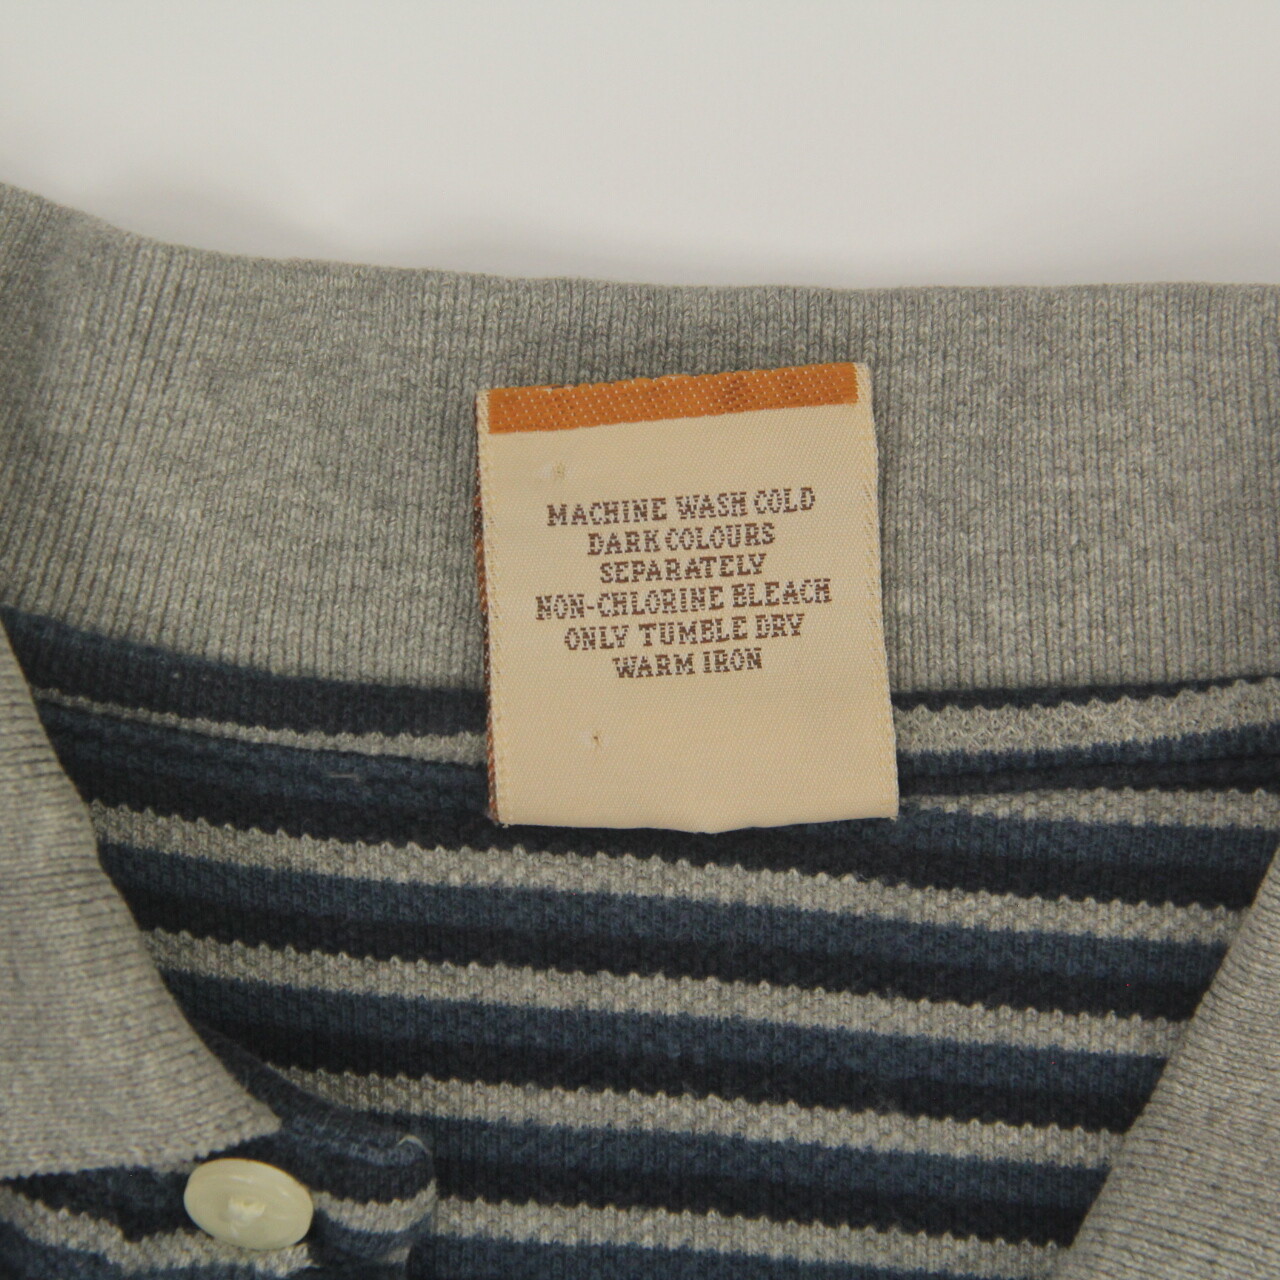 MACHINE WASH COLD
DARK COLOURS
SEPARATELY
NON-CHLORINE BLEACH
ONLY TUMBLE DRY
WARM IRON